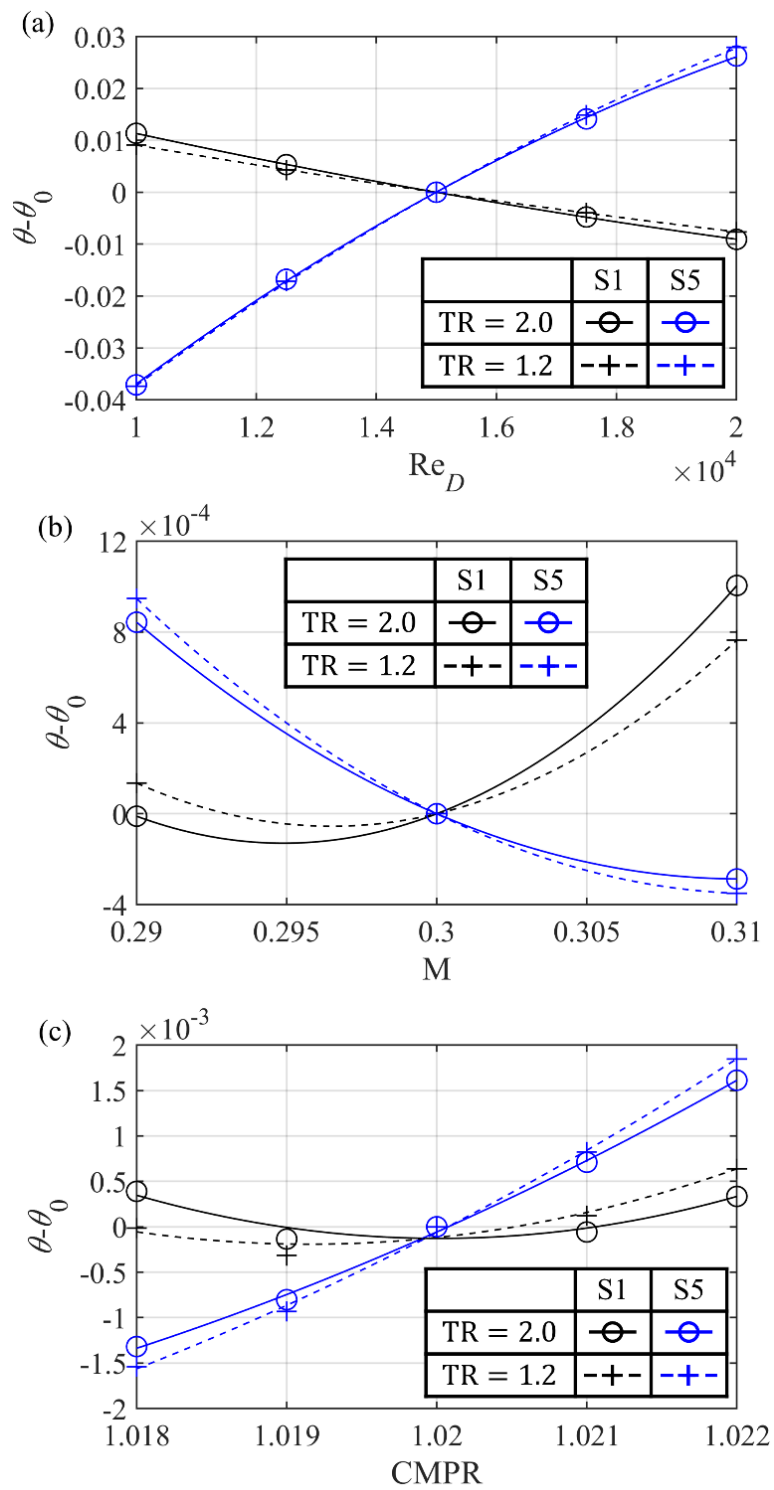 (a)
0.03
0.02
0.01
0
-0.01
-0.02
-0.03
-0.04
θ-θ0
S1 S5
TR = 2.0
TR = 1.2
1 1.2 1.4 1.6 1.8 2
ReD ×10^4
(b)
×10^-4
12
8
4
0
-4
θ-θ0
S1 S5
TR = 2.0
TR = 1.2
0.29 0.295 0.3 0.305 0.31
M
(c)
×10^-3
2
1.5
1
0.5
0
-0.5
-1
-1.5
-2
θ-θ0
S1 S5
TR = 2.0
TR = 1.2
1.018 1.019 1.02 1.021 1.022
CMPR